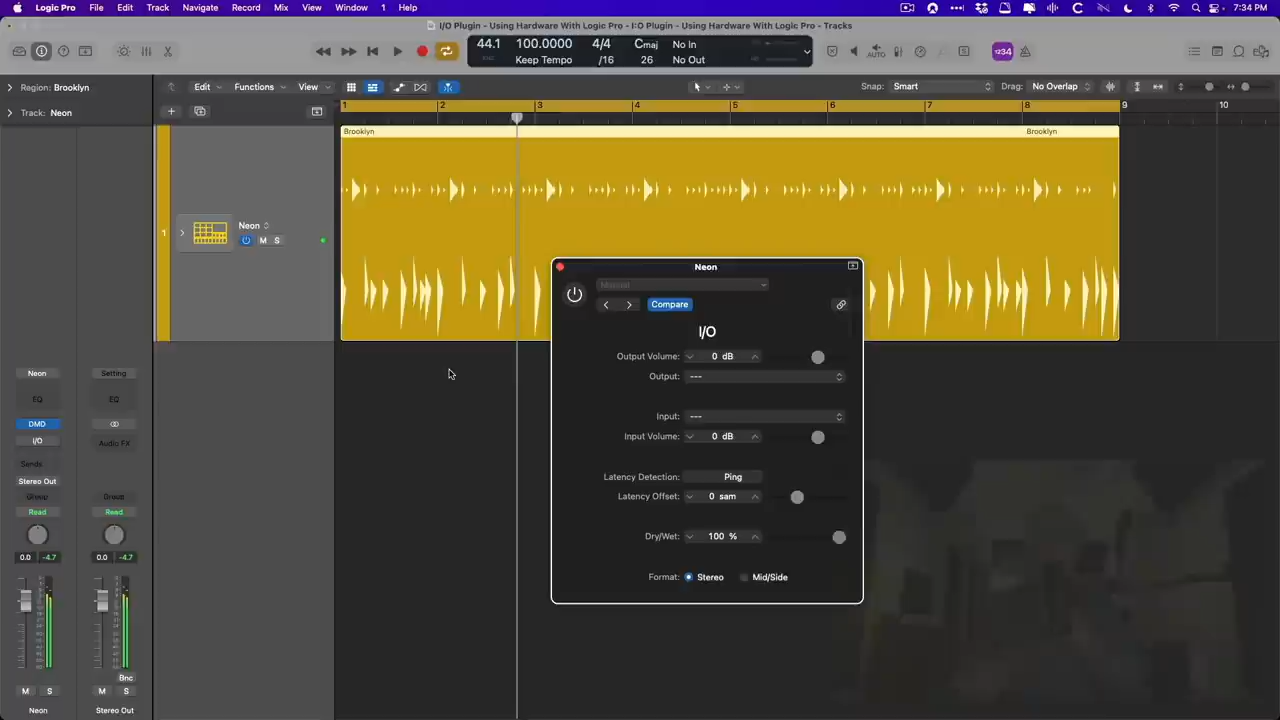 Logic Pro File Edit Track Navigate Record Mix View Window 1 Help 7:34 PM
I/O Plugin - Using Hardware With Logic Pro - I:O Plugin - Using Hardware With Logic Pro - Tracks
44.1 100.0000 4/4 Cmaj No In
Keep Tempo /16 26 No Out
1234
Region: Brooklyn
Edit Functions View Snap: Smart Drag: No Overlap
Track: Neon
1 2 3 4 5 6 7 8 9 10
Brooklyn Brooklyn
1 Neon
M S
Neon
Manual
Compare
I/O
Output Volume: 0 dB
Output: ---
Input: ---
Input Volume: 0 dB
Latency Detection: Ping
Latency Offset: 0 sam
Dry/Wet: 100 %
Format: Stereo Mid/Side
Neon Setting
EQ EQ
DMD
I/O Audio FX
Sends
Stereo Out
Group Group
Read Read
0.0 -4.7 0.0 -4.7
Bnc
M S M S
Neon Stereo Out